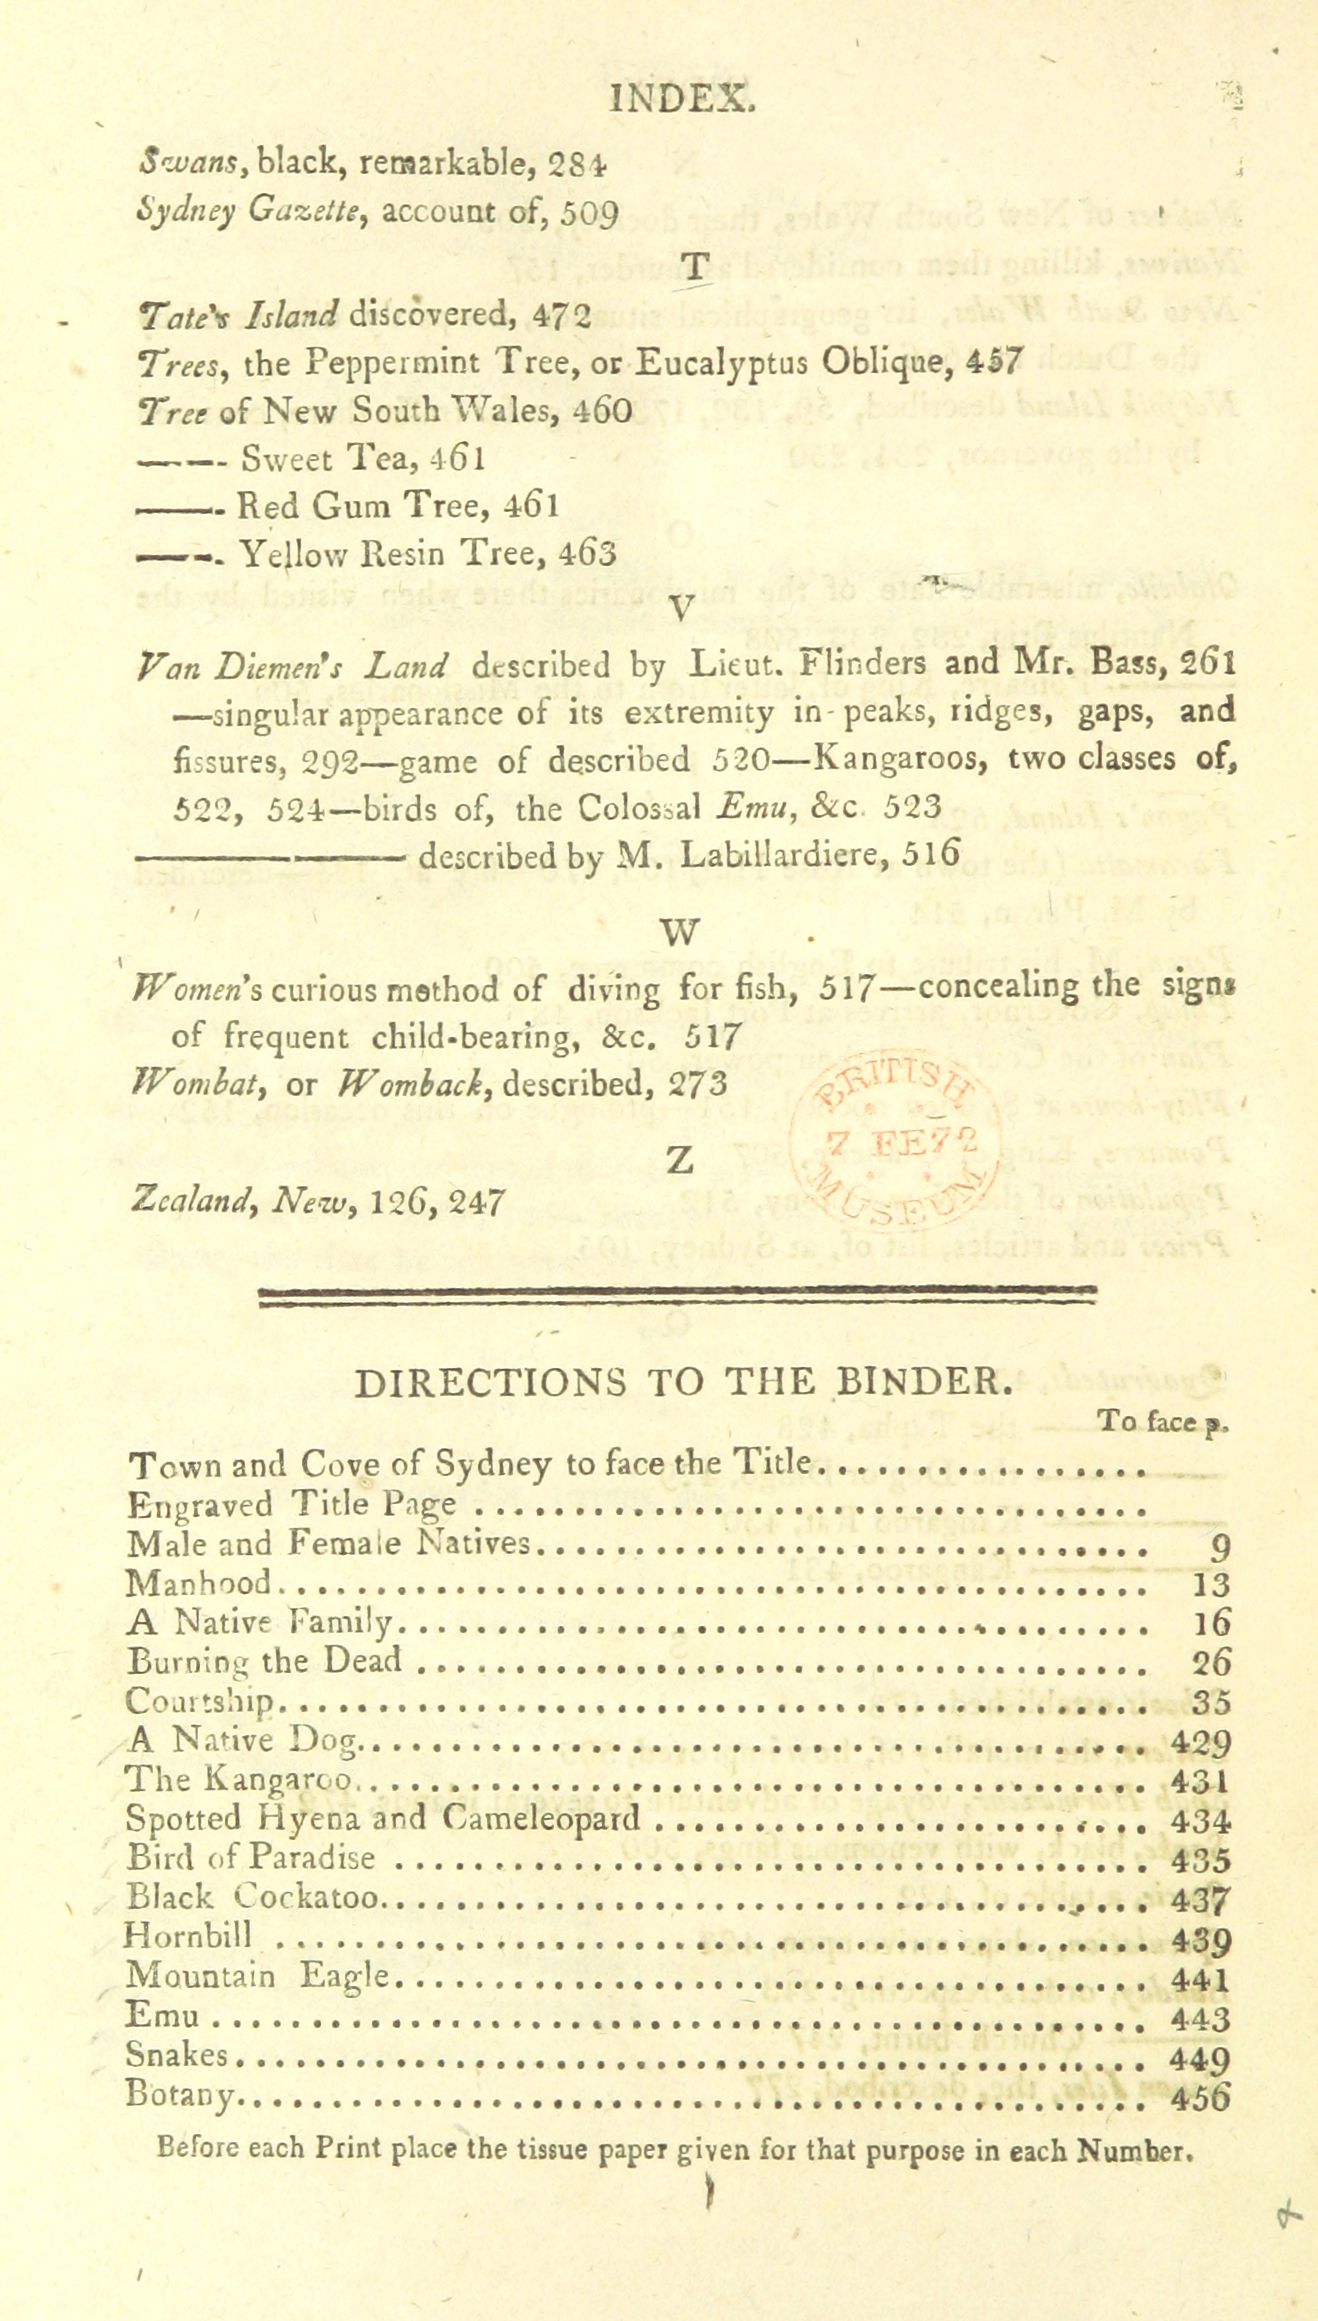 INDEX.
Swans, black, remarkable, 284
Sydney Gazette, account of, 509
T
Tate's Island discovered, 472
Trees, the Peppermint Tree, or Eucalyptus Oblique, 457
Tree of New South Wales, 460
——— Sweet Tea, 461
———. Red Gum Tree, 461
———. Yellow Resin Tree, 463
V
Van Diemen's Land described by Lieut. Flinders and Mr. Bass, 261
—singular appearance of its extremity in peaks, ridges, gaps, and
fissures, 292—game of described 520—Kangaroos, two classes of,
522, 524—birds of, the Colossal Emu, &c. 523
—————— described by M. Labillardiere, 516
W
Women's curious method of diving for fish, 517—concealing the signs
of frequent child-bearing, &c. 517
Wombat, or Womback, described, 273
BRITISH
7 FE72
MUSEUM
Z
Zealand, New, 126, 247
DIRECTIONS TO THE BINDER.
To face p.
Town and Cove of Sydney to face the Title.................
Engraved Title Page ..................................
Male and Female Natives............................... 9
Manhood............................................ 13
A Native Family...................................... 16
Burning the Dead ..................................... 26
Courtship............................................ 35
A Native Dog........................................ 429
The Kangaroo........................................ 431
Spotted Hyena and Cameleopard ......................... 434
Bird of Paradise ...................................... 435
Black Cockatoo....................................... 437
Hornbill ............................................ 439
Mountain Eagle...................................... 441
Emu ............................................... 443
Snakes.............................................. 449
Botany.............................................. 456
Before each Print place the tissue paper given for that purpose in each Number.